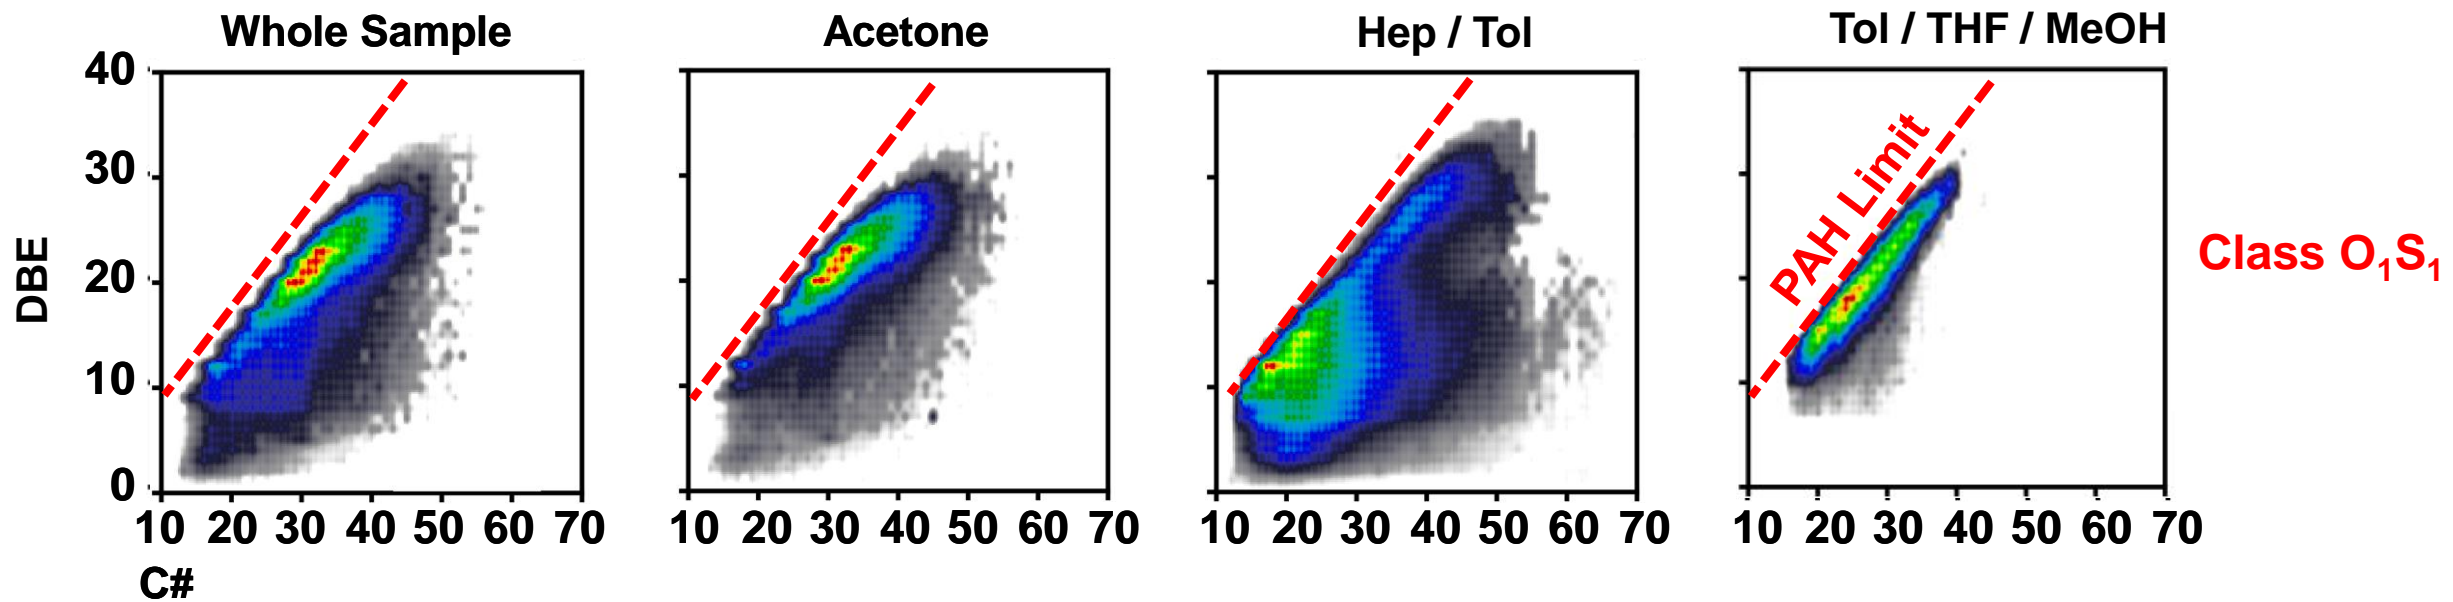 Whole Sample
Acetone
Hep / Tol
Tol / THF / MeOH
40
30
20
10
0
DBE
PAH Limit
Class O₁S₁
10 20 30 40 50 60 70
10 20 30 40 50 60 70
10 20 30 40 50 60 70
10 20 30 40 50 60 70
C#